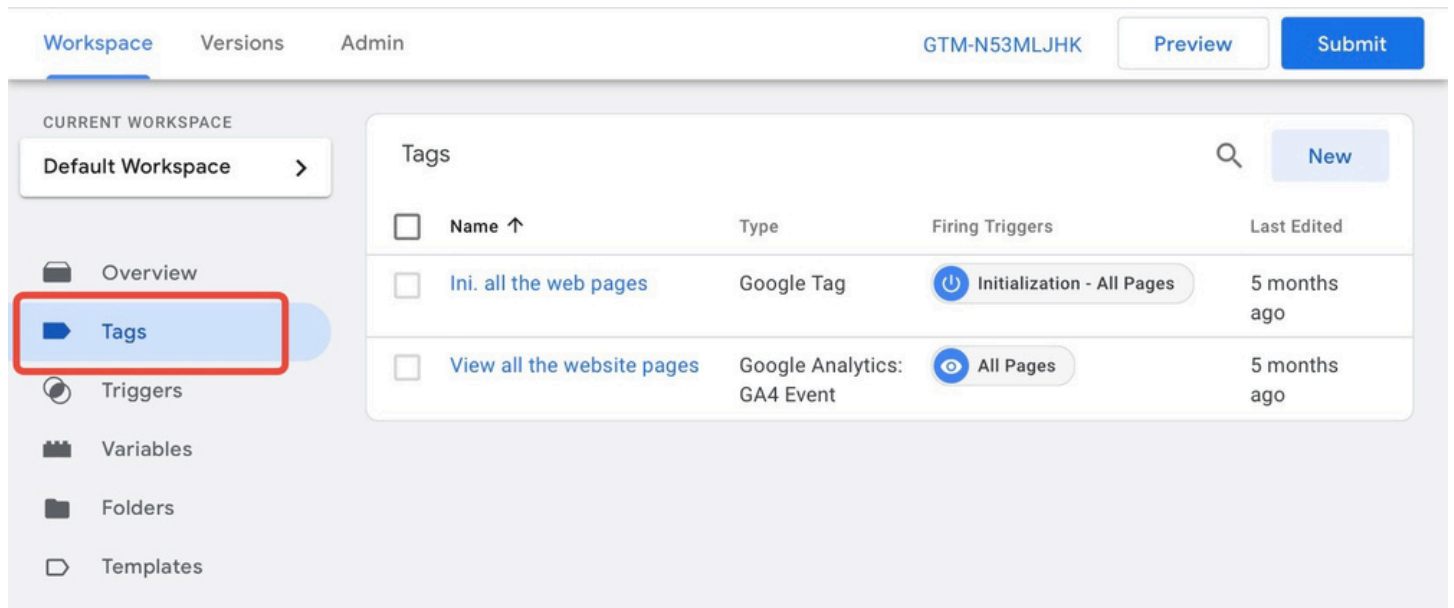 Workspace Versions Admin GTM-N53MLJHK Preview Submit
CURRENT WORKSPACE
Default Workspace
Overview
Tags
Triggers
Variables
Folders
Templates
Tags New
Name Type Firing Triggers Last Edited
Ini. all the web pages Google Tag Initialization - All Pages 5 months
ago
View all the website pages Google Analytics: All Pages 5 months
GA4 Event ago